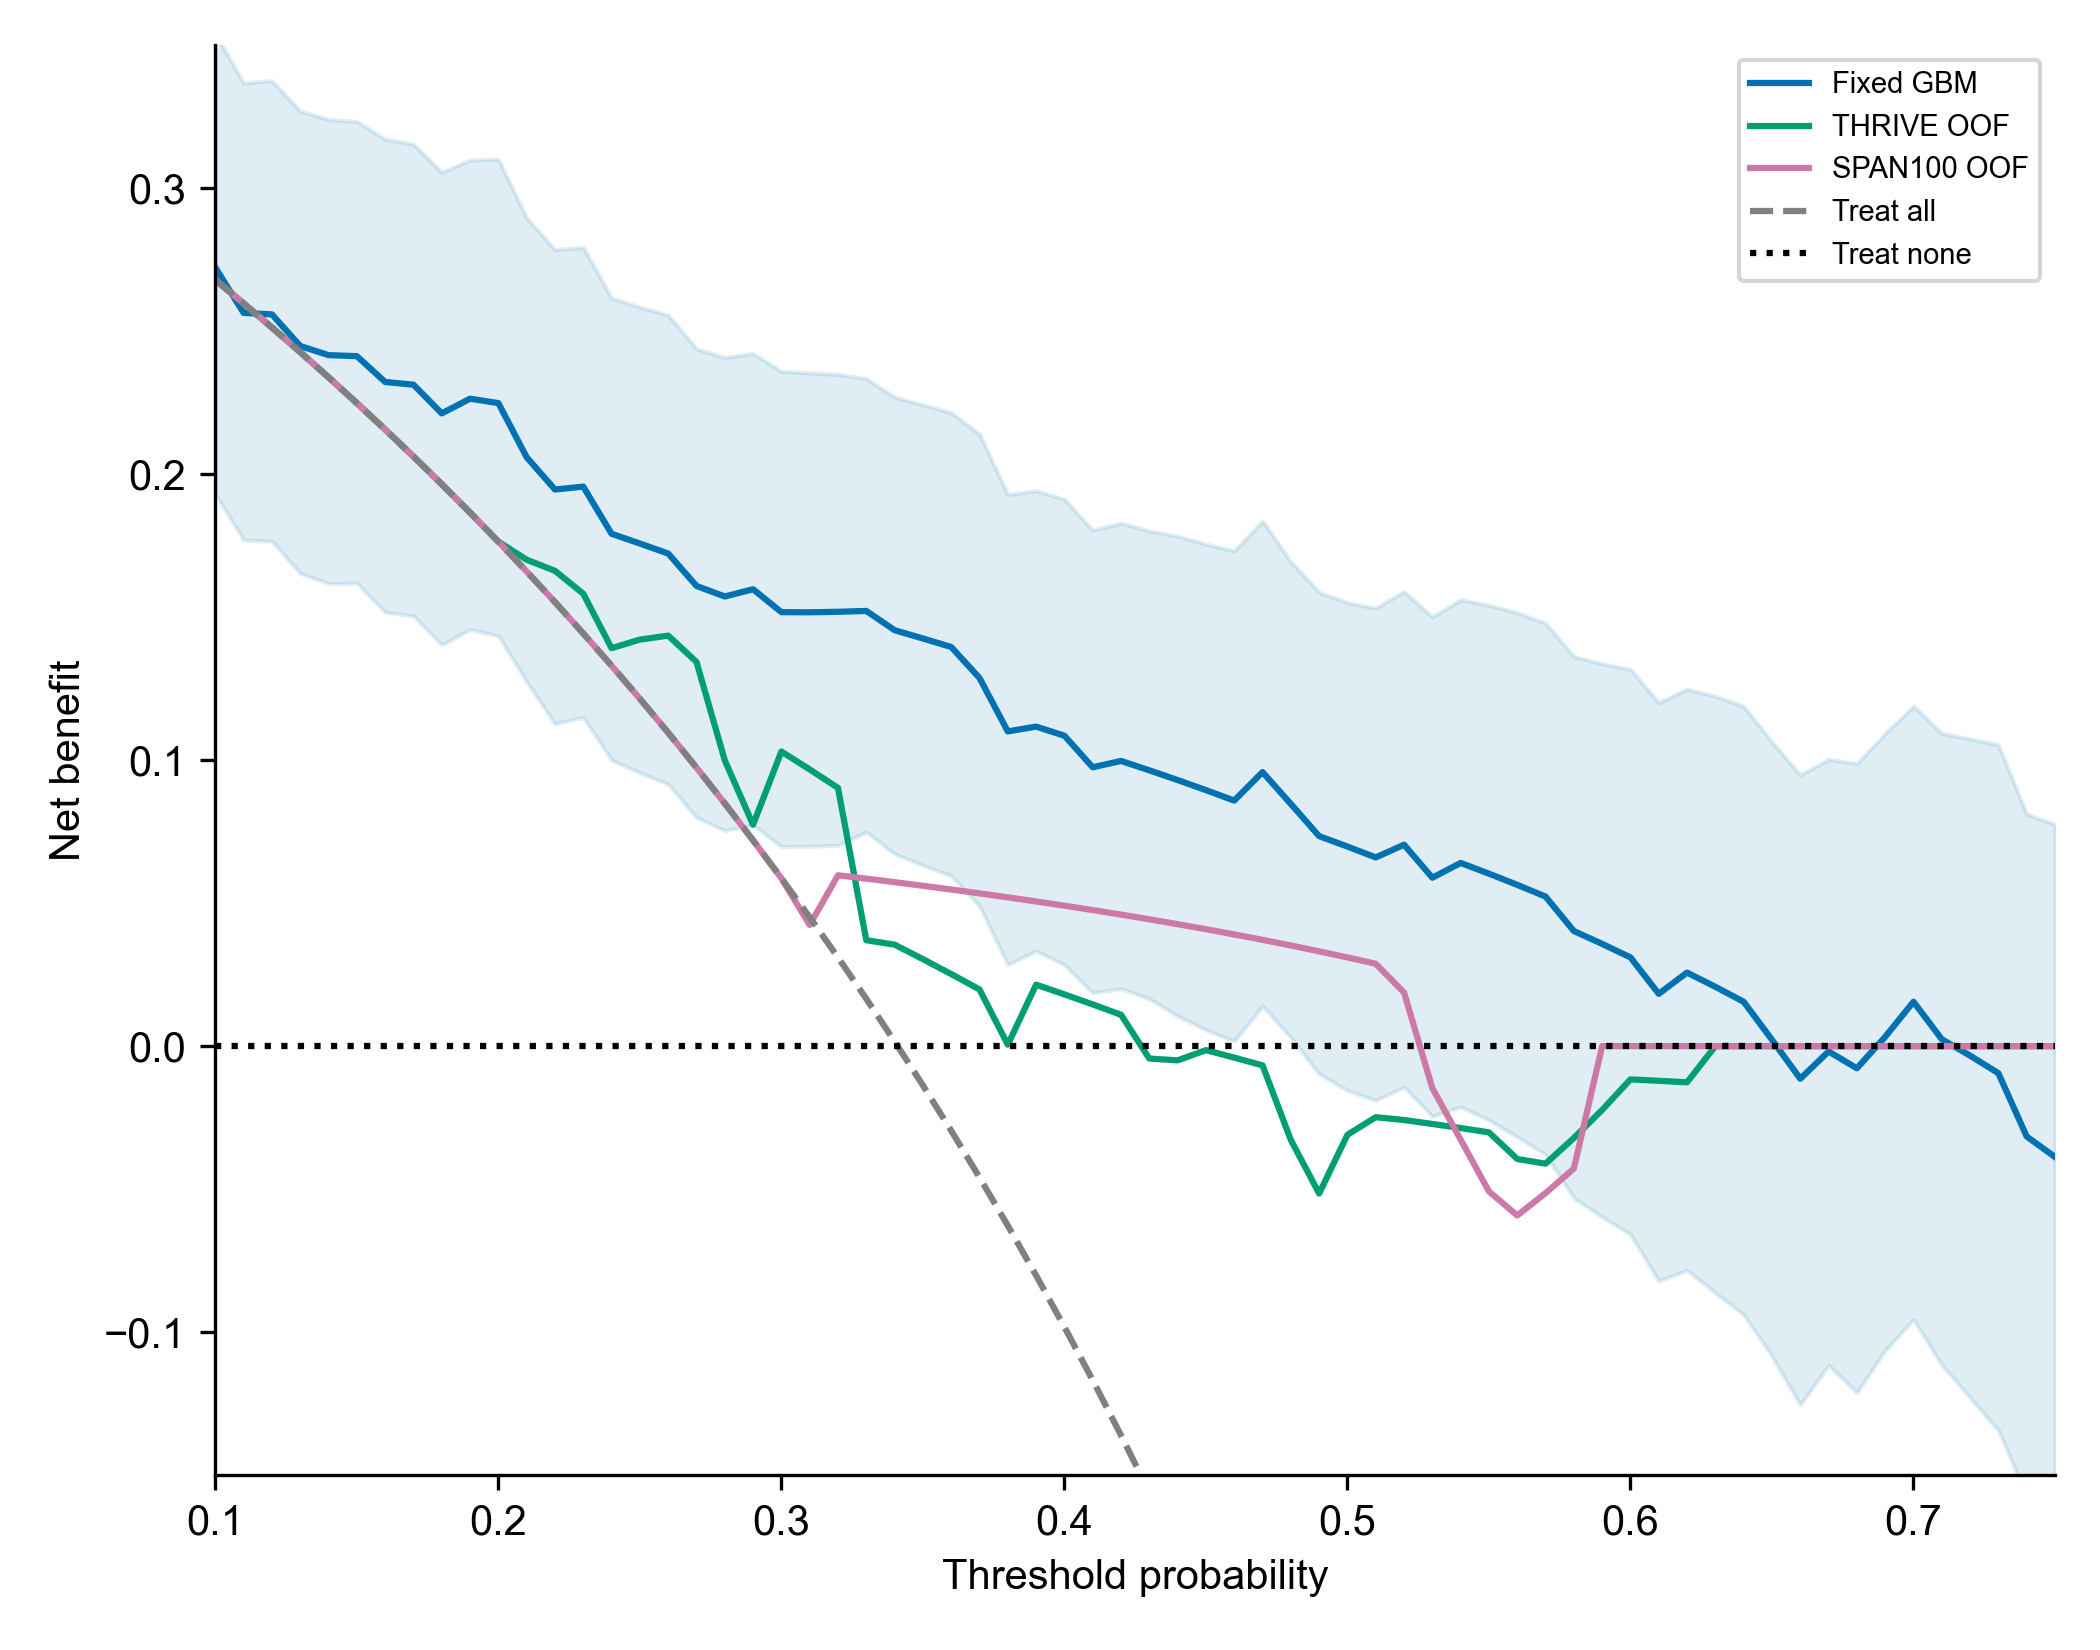 Fixed GBM
THRIVE OOF
SPAN100 OOF
Treat all
Treat none
Net benefit
0.3
0.2
0.1
0.0
−0.1
0.1 0.2 0.3 0.4 0.5 0.6 0.7
Threshold probability